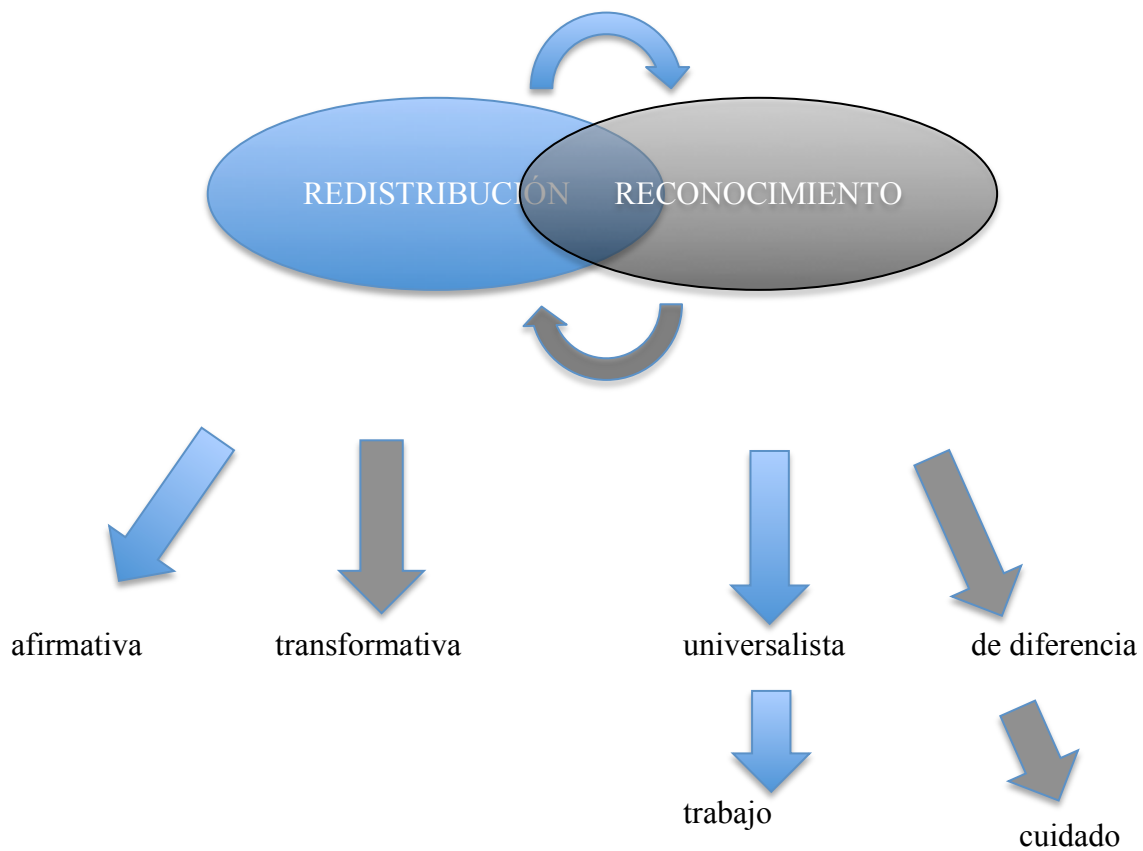 REDISTRIBUCIÓN RECONOCIMIENTO
afirmativa transformativa universalista de diferencia
trabajo
cuidado